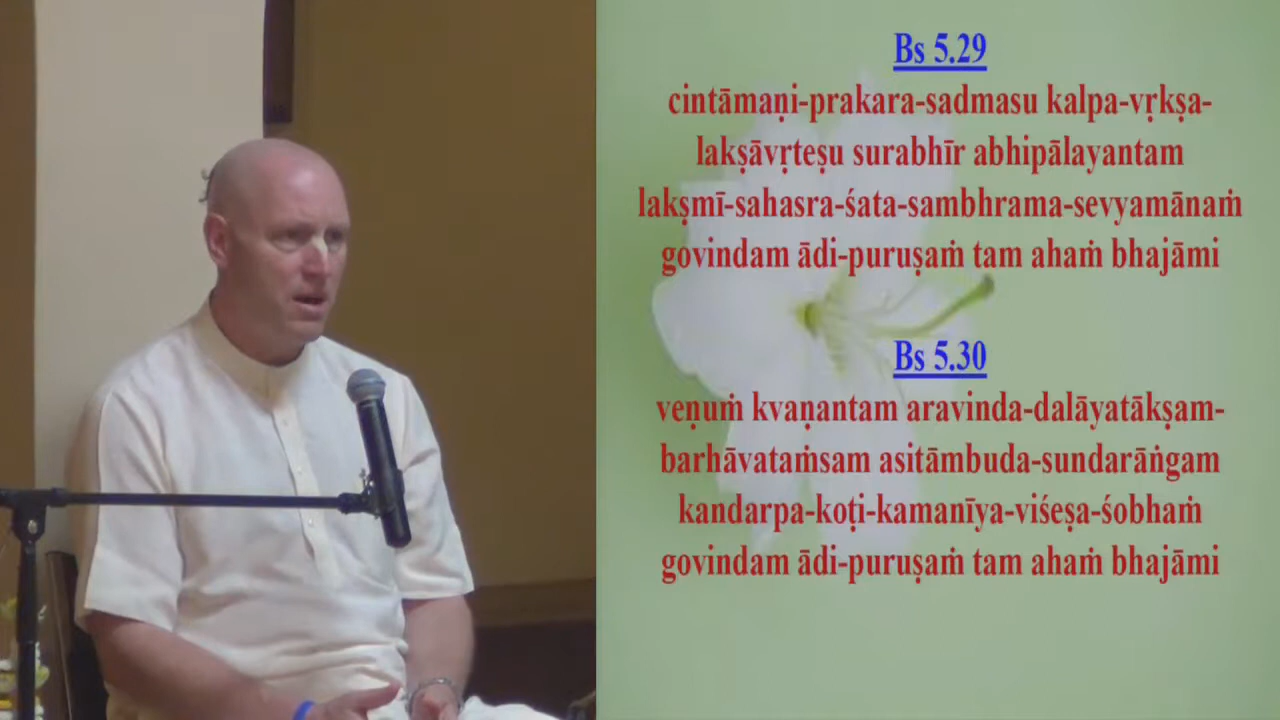 Bs 5.29
cintāmaṇi-prakara-sadmasu kalpa-vṛkṣa-
lakṣāvṛteṣu surabhīr abhipālayantam
lakṣmī-sahasra-śata-sambhrama-sevyamānaṁ
govindam ādi-puruṣaṁ tam ahaṁ bhajāmi
Bs 5.30
veṇuṁ kvaṇantam aravinda-dalāyatākṣam-
barhāvataṁsam asitāmbuda-sundarāṅgam
kandarpa-koṭi-kamanīya-viśeṣa-śobhaṁ
govindam ādi-puruṣaṁ tam ahaṁ bhajāmi